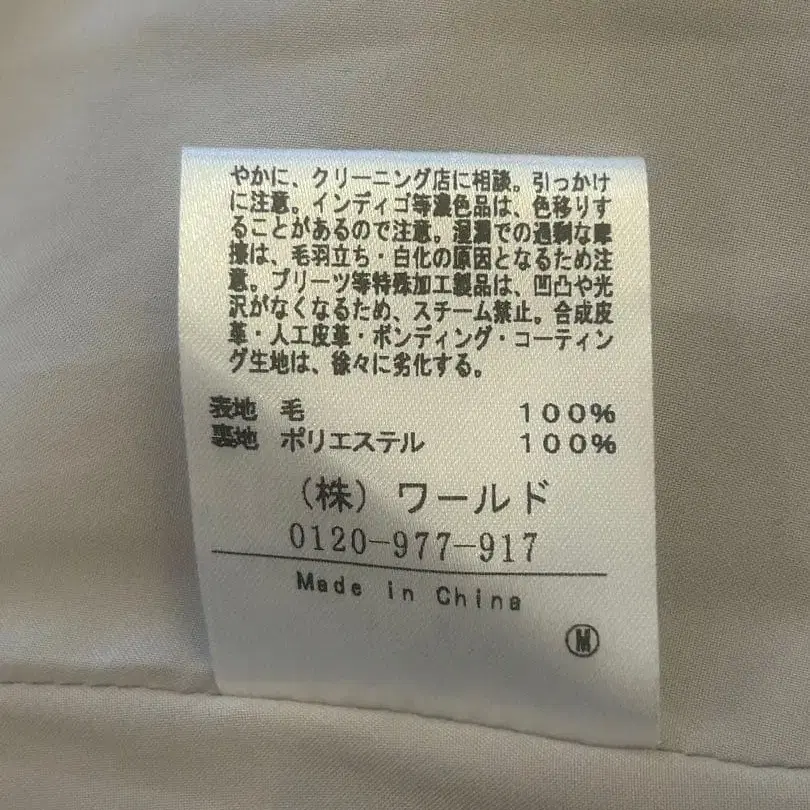 やかに、クリーニング店に相談。引っかけ
に注意。インディゴ等濃色品は、色移りす
ることがあるので注意。湿潤での過剰な摩
擦は、毛羽立ち・白化の原因となるため注
意。プリーツ等特殊加工製品は、凹凸や光
沢がなくなるため、スチーム禁止。合成皮
革・人工皮革・ボンディング・コーティン
グ生地は、徐々に劣化する。
表地 毛 100%
裏地 ポリエステル 100%
(株) ワールド
0120-977-917
Made in China
Ⓜ